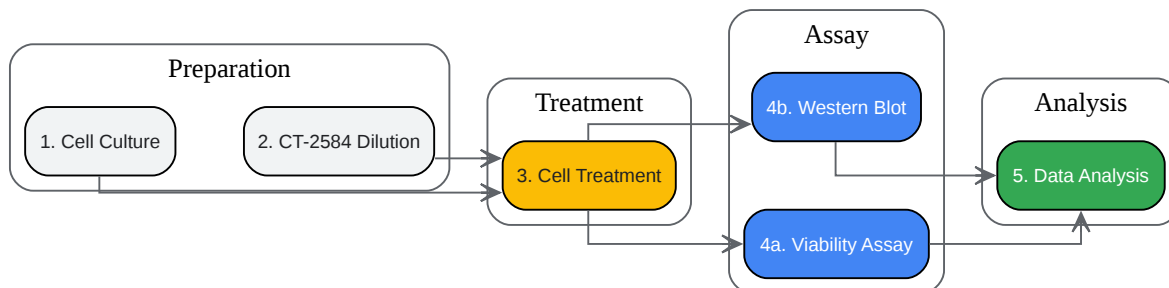 Preparation
1. Cell Culture
2. CT-2584 Dilution
Treatment
3. Cell Treatment
Assay
4b. Western Blot
4a. Viability Assay
Analysis
5. Data Analysis